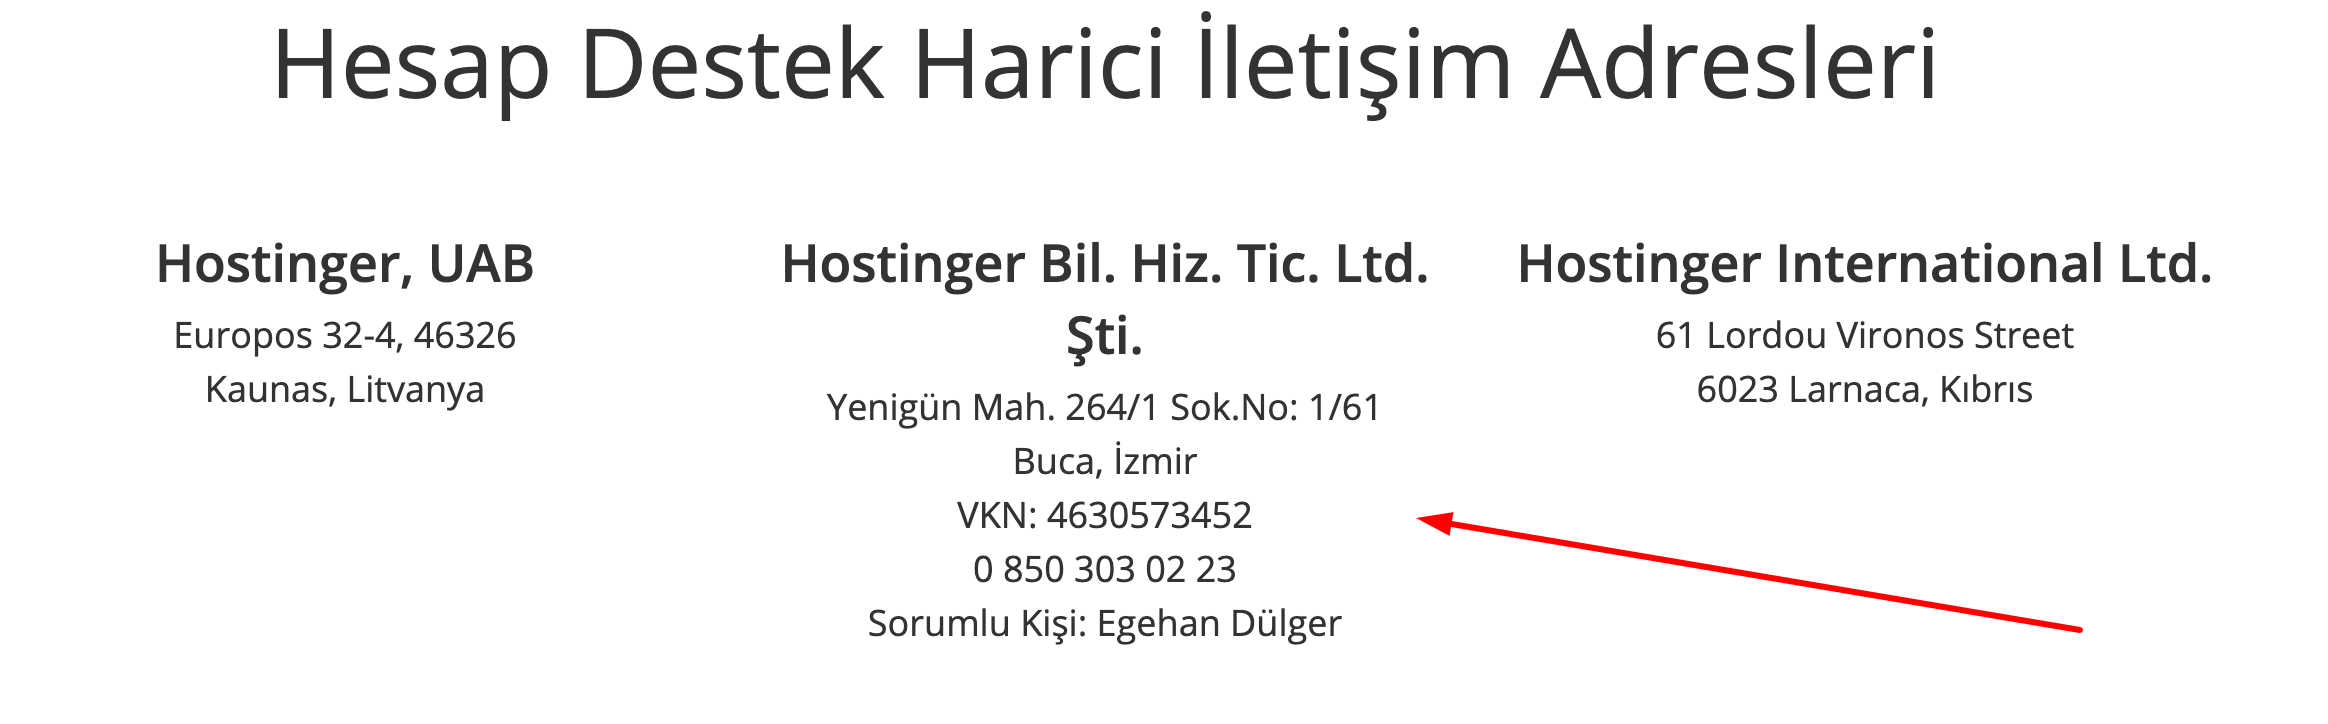 Hesap Destek Harici İletişim Adresleri
Hostinger, UAB
Europos 32-4, 46326
Kaunas, Litvanya
Hostinger Bil. Hiz. Tic. Ltd.
Şti.
Yenigün Mah. 264/1 Sok.No: 1/61
Buca, İzmir
VKN: 4630573452
0 850 303 02 23
Sorumlu Kişi: Egehan Dülger
Hostinger International Ltd.
61 Lordou Vironos Street
6023 Larnaca, Kıbrıs